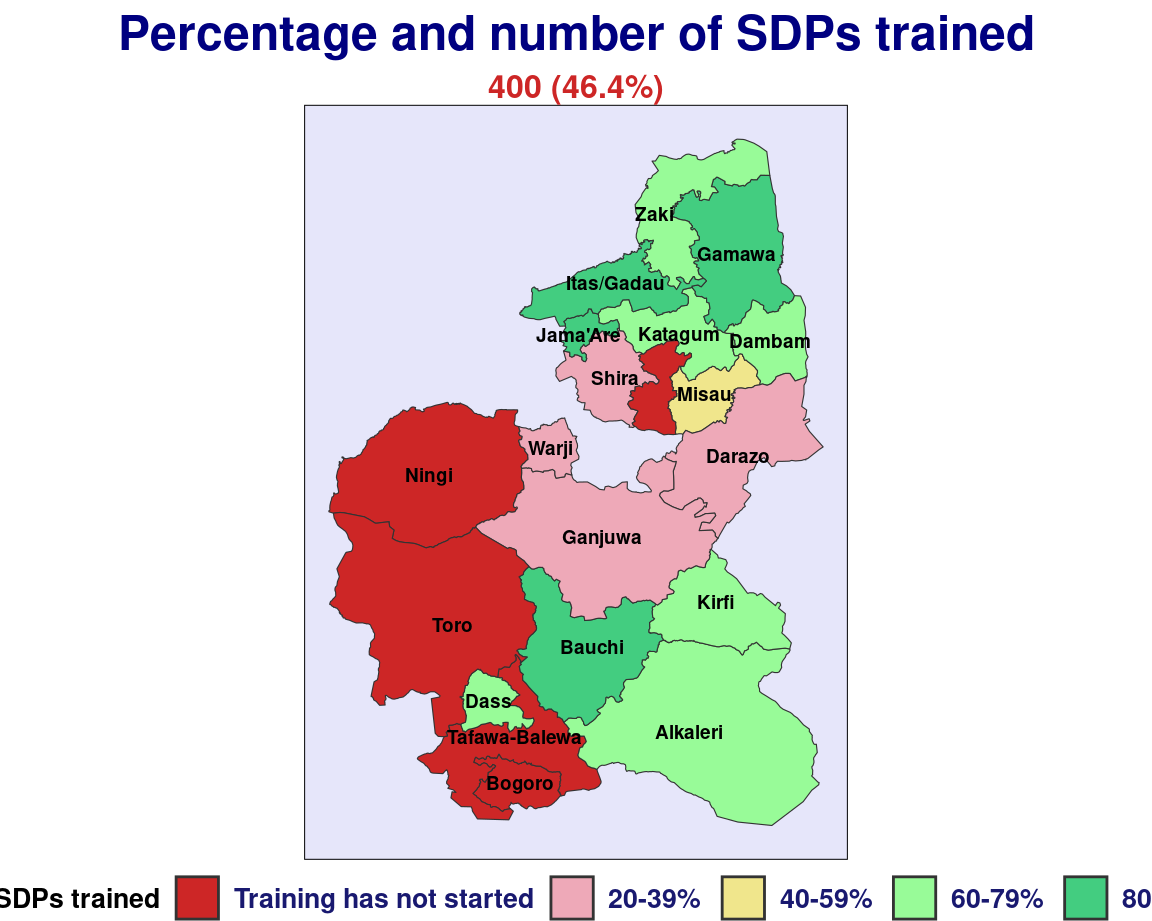 Percentage and number of SDPs trained
400 (46.4%)
Zaki
Gamawa
Itas/Gadau
Jama'Are
Katagum
Dambam
Shira
Misau
Warji
Darazo
Ningi
Ganjuwa
Kirfi
Toro
Bauchi
Dass
Alkaleri
Tafawa-Balewa
Bogoro
SDPs trained Training has not started 20-39% 40-59% 60-79% 80